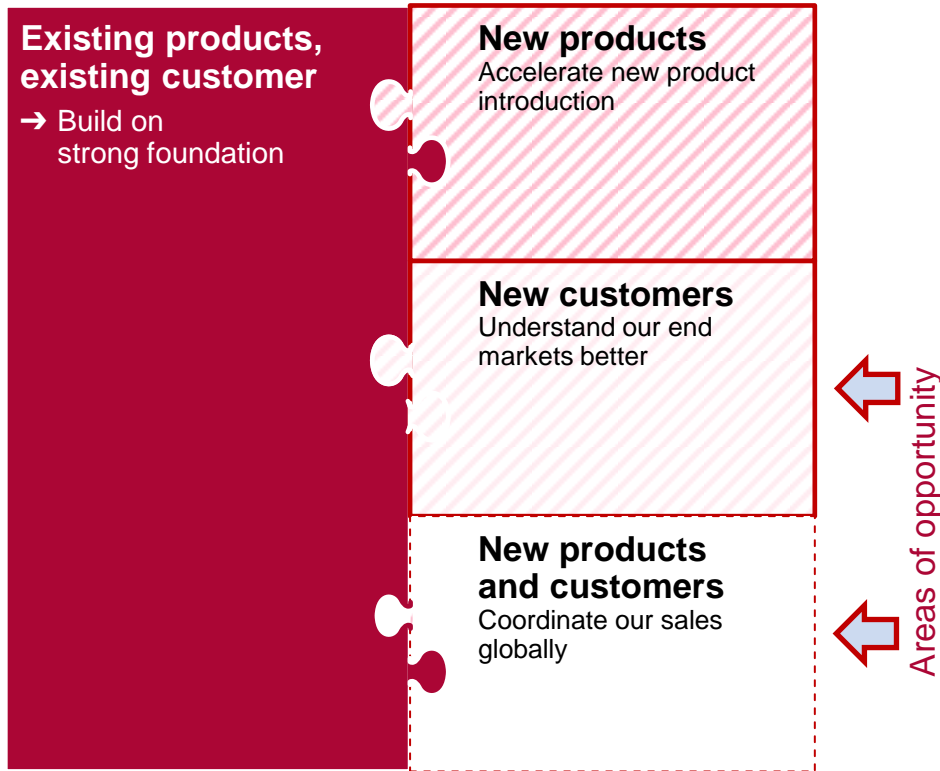 Existing products,
existing customer
➔ Build on
strong foundation
New products
Accelerate new product
introduction
New customers
Understand our end
markets better
New products
and customers
Coordinate our sales
globally
Areas of opportunity